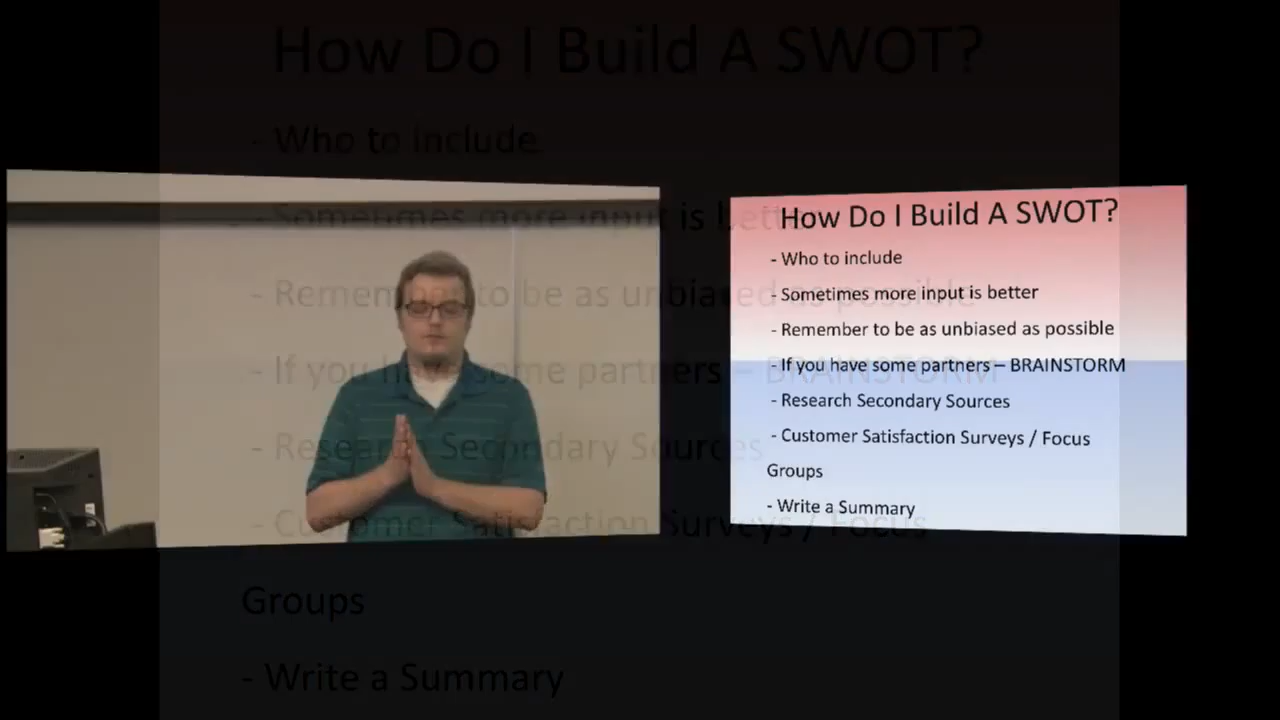 How Do I Build A SWOT?
- Who to include
- Sometimes more input is better
- Remember to be as unbiased as possible
- If you have some partners – BRAINSTORM
- Research Secondary Sources
- Customer Satisfaction Surveys / Focus
Groups
- Write a Summary
How Do I Build A SWOT?
- Who to include
- Sometimes more input is better
- Remember to be as unbiased as possible
- If you have some partners – BRAINSTORM
- Research Secondary Sources
- Customer Satisfaction Surveys / Focus
Groups
- Write a Summary